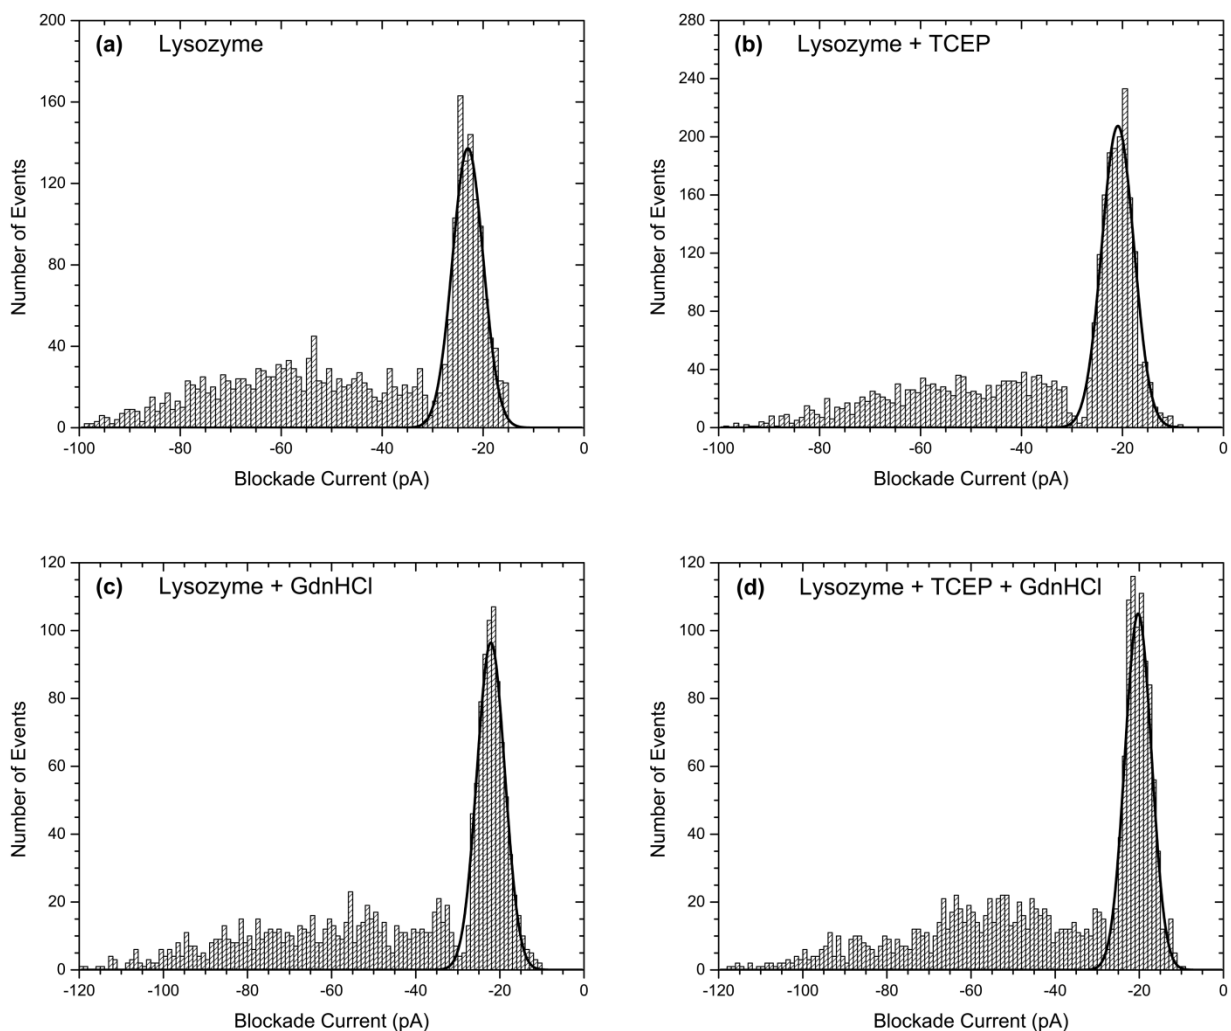 (a) Lysozyme
200
160
120
80
40
0
Number of Events
-100 -80 -60 -40 -20 0
Blockade Current (pA)
(b) Lysozyme + TCEP
280
240
200
160
120
80
40
0
Number of Events
-100 -80 -60 -40 -20 0
Blockade Current (pA)
(c) Lysozyme + GdnHCl
120
100
80
60
40
20
0
Number of Events
-120 -100 -80 -60 -40 -20 0
Blockade Current (pA)
(d) Lysozyme + TCEP + GdnHCl
120
100
80
60
40
20
0
Number of Events
-120 -100 -80 -60 -40 -20 0
Blockade Current (pA)